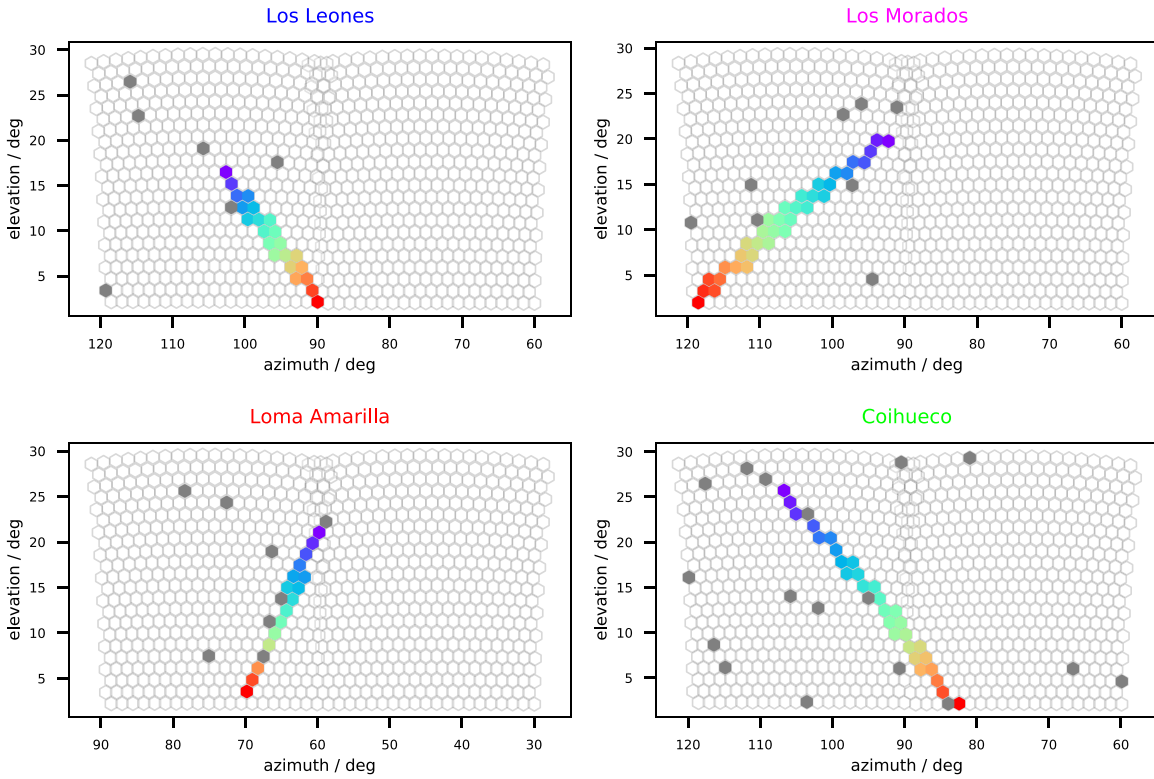 Los Leones
Los Morados
30
25
20
15
10
5
elevation / deg
120 110 100 90 80 70 60
azimuth / deg
30
25
20
15
10
5
elevation / deg
120 110 100 90 80 70 60
azimuth / deg
Loma Amarilla
Coihueco
30
25
20
15
10
5
elevation / deg
90 80 70 60 50 40 30
azimuth / deg
30
25
20
15
10
5
elevation / deg
120 110 100 90 80 70 60
azimuth / deg